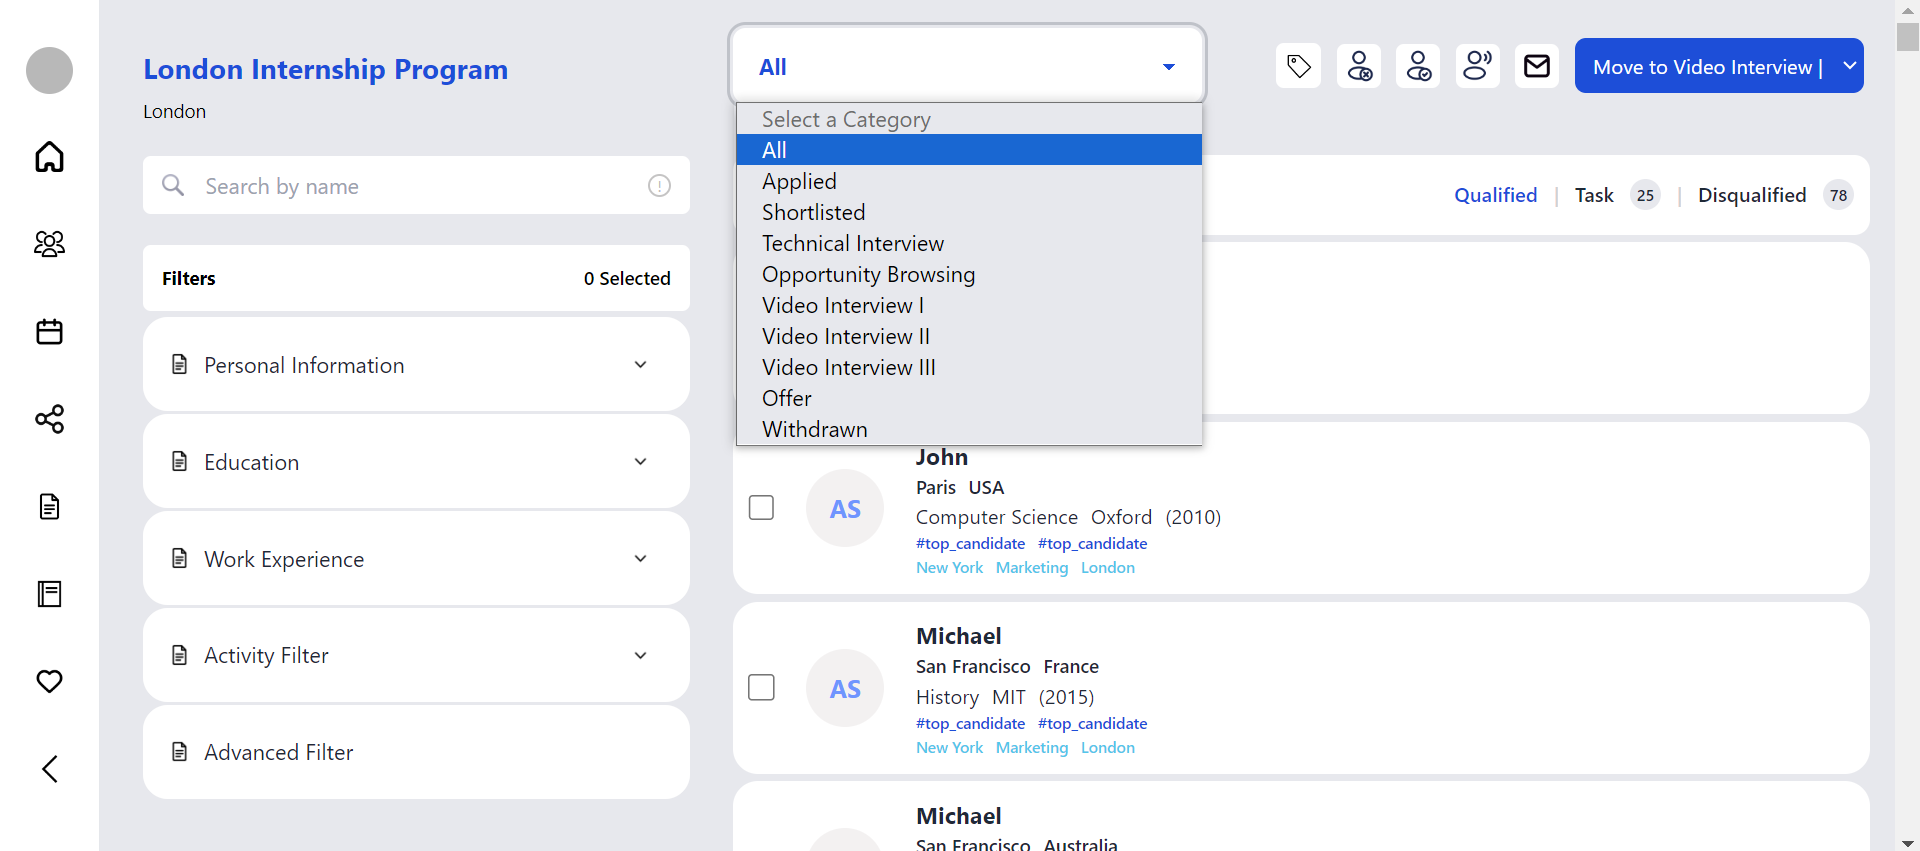 London Internship Program
London
Search by name
Filters 0 Selected
Personal Information
Education
Work Experience
Activity Filter
Advanced Filter
All
Select a Category
All
Applied
Shortlisted
Technical Interview
Opportunity Browsing
Video Interview I
Video Interview II
Video Interview III
Offer
Withdrawn
Move to Video Interview |
Qualified | Task 25 | Disqualified 78
AS
John
Paris USA
Computer Science Oxford (2010)
#top_candidate #top_candidate
New York Marketing London
AS
Michael
San Francisco France
History MIT (2015)
#top_candidate #top_candidate
New York Marketing London
Michael
San Francisco Australia